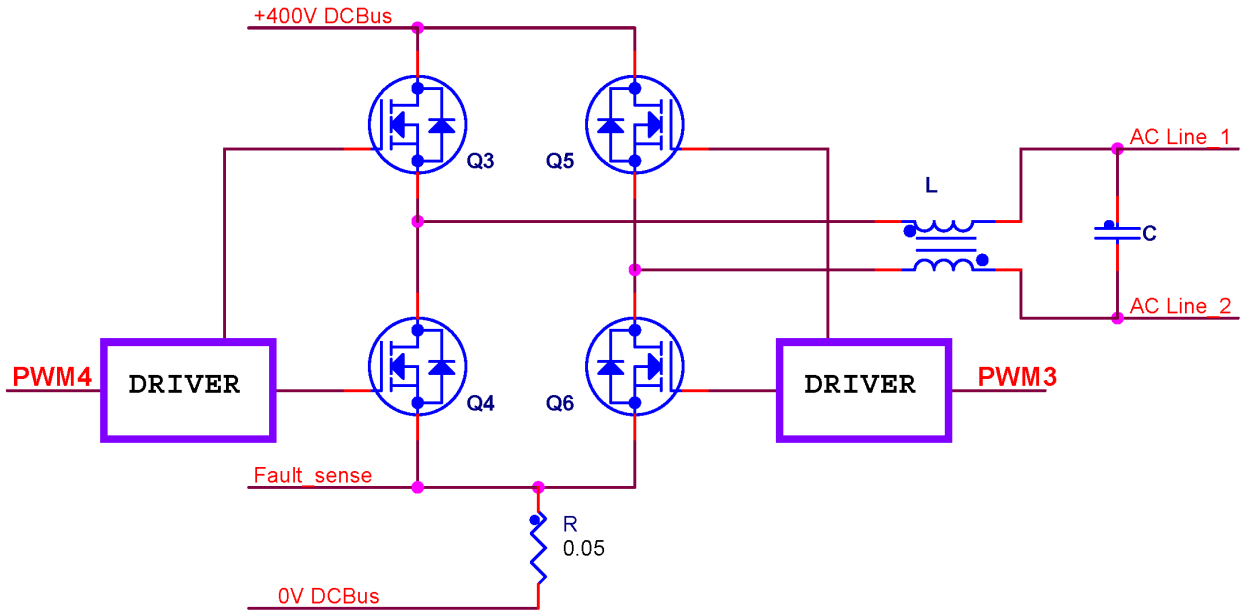 +400V DCBus
Q3
Q5
AC Line_1
L
C
AC Line_2
PWM4
DRIVER
DRIVER
PWM3
Q4
Q6
Fault_sense
R
0.05
0V DCBus